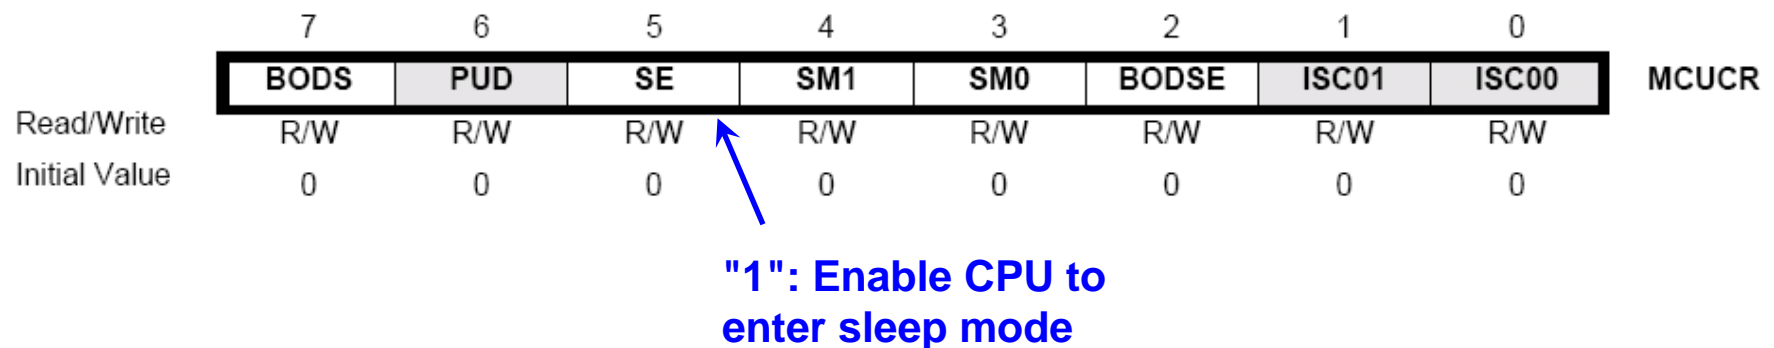 7 6 5 4 3 2 1 0
BODS PUD SE SM1 SM0 BODSE ISC01 ISC00 MCUCR
Read/Write R/W R/W R/W R/W R/W R/W R/W R/W
Initial Value 0 0 0 0 0 0 0 0
"1": Enable CPU to
enter sleep mode